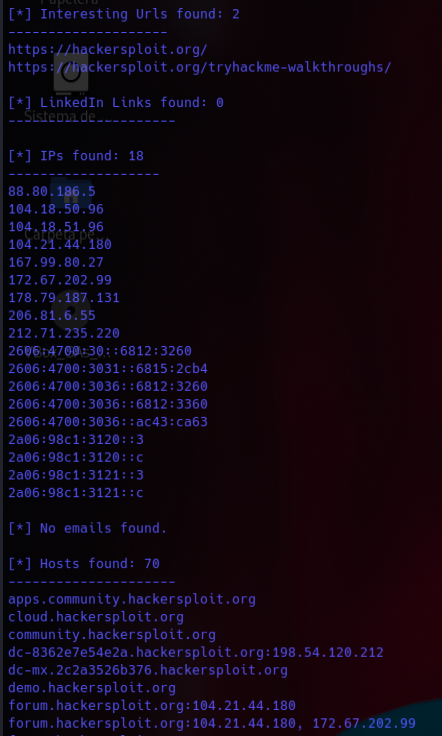 [*] Interesting Urls found: 2
--------------------
https://hackersploit.org/
https://hackersploit.org/tryhackme-walkthroughs/
[*] LinkedIn Links found: 0
---------------------
[*] IPs found: 18
-------------------
88.80.186.5
104.18.50.96
104.18.51.96
104.21.44.180
167.99.80.27
172.67.202.99
178.79.187.131
206.81.6.55
212.71.235.220
2606:4700:30::6812:3260
2606:4700:3031::6815:2cb4
2606:4700:3036::6812:3260
2606:4700:3036::6812:3360
2606:4700:3036::ac43:ca63
2a06:98c1:3120::3
2a06:98c1:3120::c
2a06:98c1:3121::3
2a06:98c1:3121::c
[*] No emails found.
[*] Hosts found: 70
---------------------
apps.community.hackersploit.org
cloud.hackersploit.org
community.hackersploit.org
dc-8362e7e54e2a.hackersploit.org:198.54.120.212
dc-mx.2c2a3526b376.hackersploit.org
demo.hackersploit.org
forum.hackersploit.org:104.21.44.180
forum.hackersploit.org:104.21.44.180, 172.67.202.99